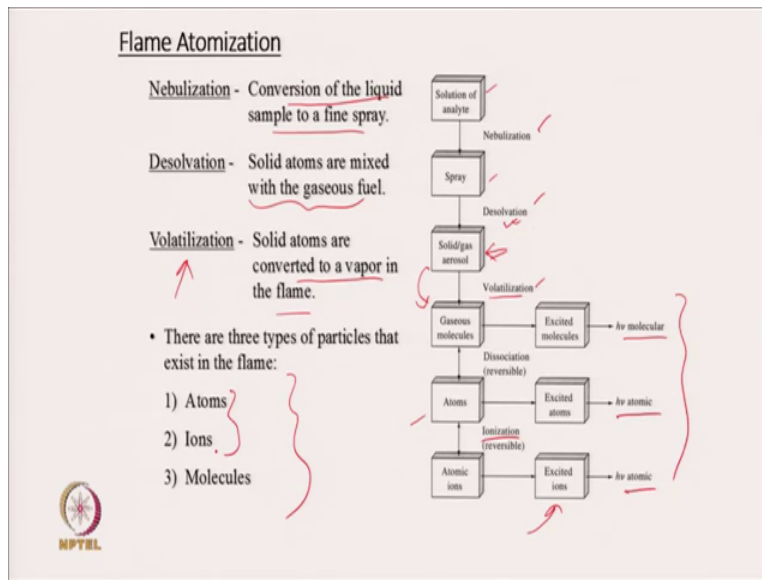 Flame Atomization
Nebulization - Conversion of the liquid
sample to a fine spray.
Desolvation - Solid atoms are mixed
with the gaseous fuel.
Volatilization - Solid atoms are
converted to a vapor in
the flame.
• There are three types of particles that
exist in the flame:
1) Atoms
2) Ions
3) Molecules
Solution of
analyte
Nebulization
Spray
Desolvation
Solid/gas
aerosol
Volatilization
Gaseous
molecules
Excited
molecules
hν molecular
Dissociation
(reversible)
Atoms
Excited
atoms
hν atomic
Ionization
(reversible)
Atomic
ions
Excited
ions
hν atomic
NPTEL